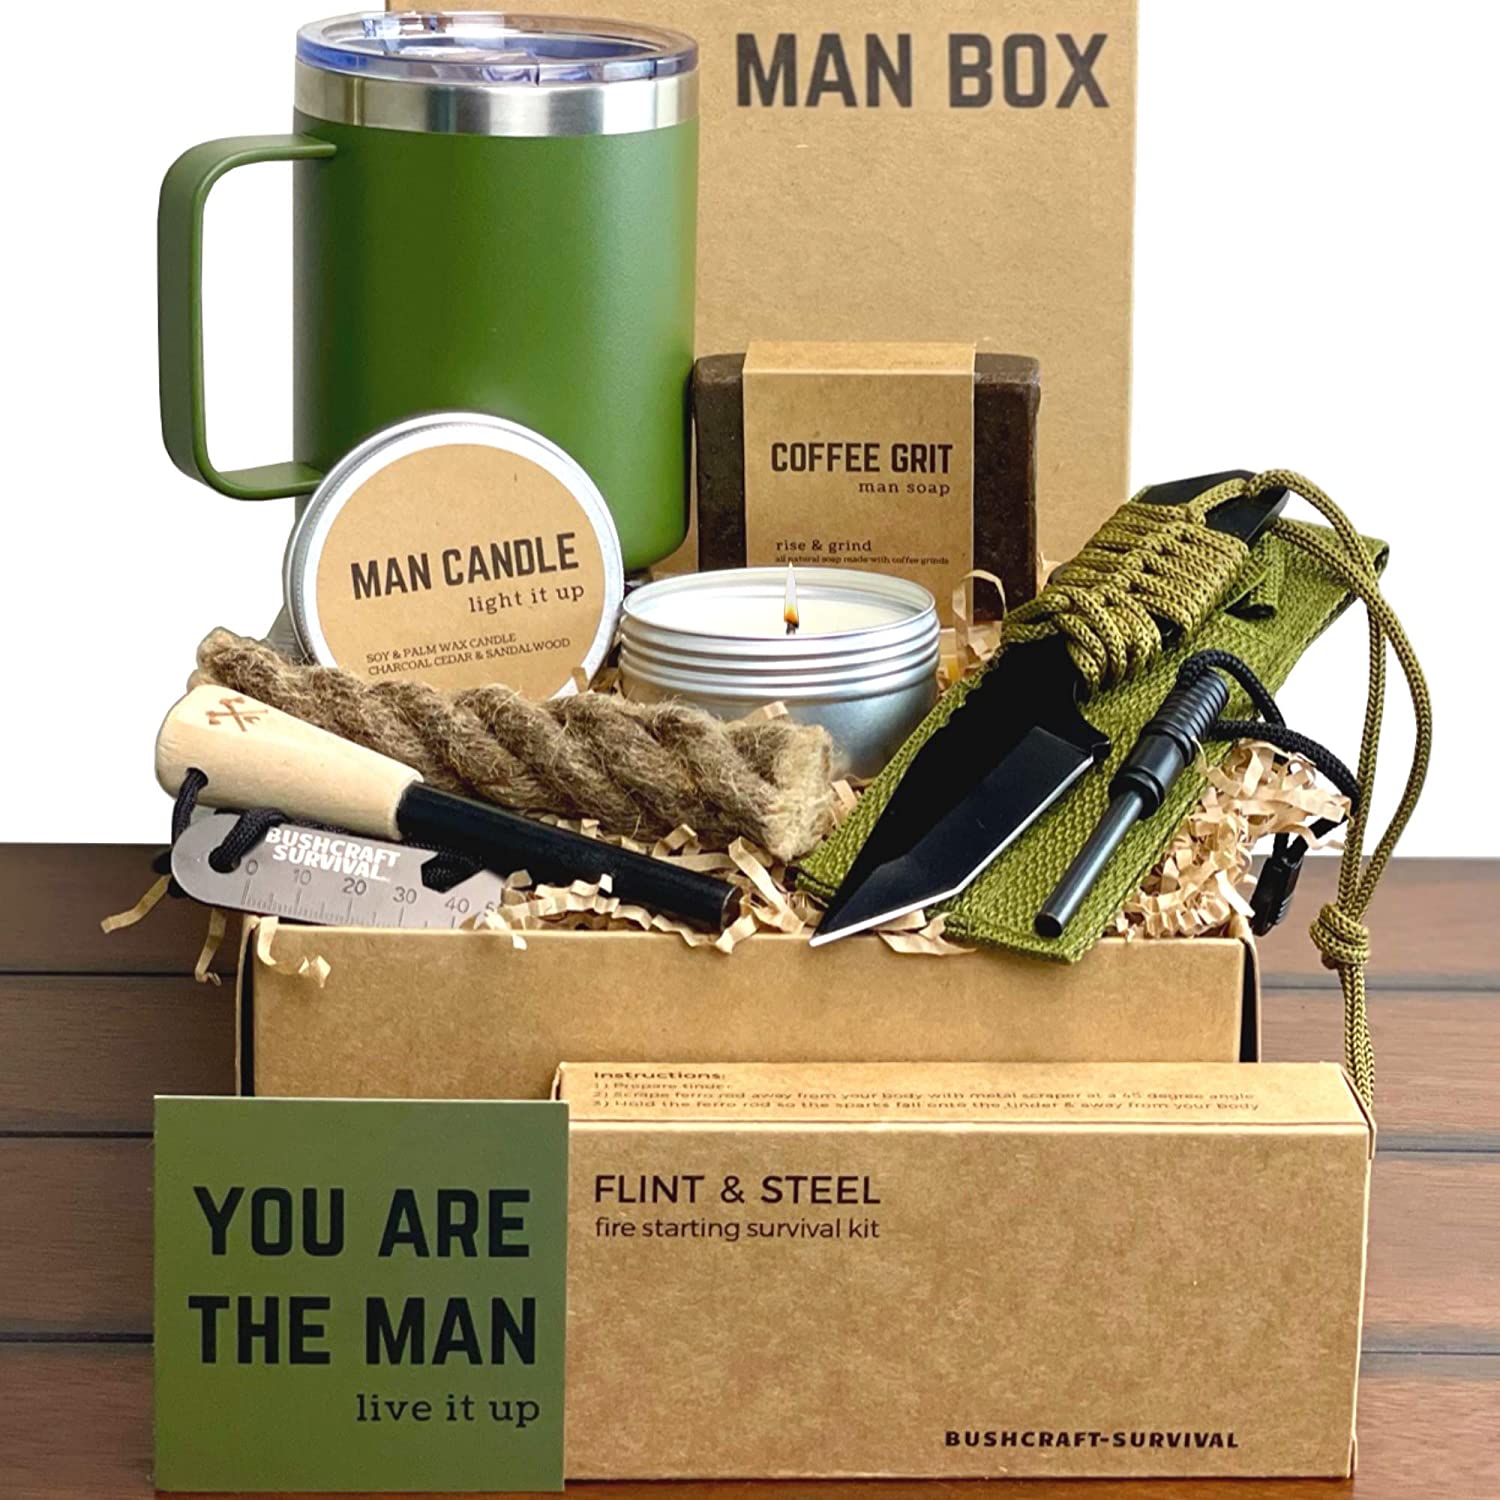 MAN BOX
COFFEE GRIT
man soap
rise & grind
all natural soap made with coffee grinds
MAN CANDLE
light it up
SOY & PALM WAX CANDLE
CHARCOAL CEDAR & SANDALWOOD
BUSHCRAFT
SURVIVAL
0 10 20 30 40
Instructions:
1) Prepare tinder
2) Scrape ferro rod away from your body with metal scraper at a 45 degree angle
3) Hold the ferro rod so the sparks fall onto the tinder & away from your body
FLINT & STEEL
fire starting survival kit
BUSHCRAFT-SURVIVAL
YOU ARE
THE MAN
live it up